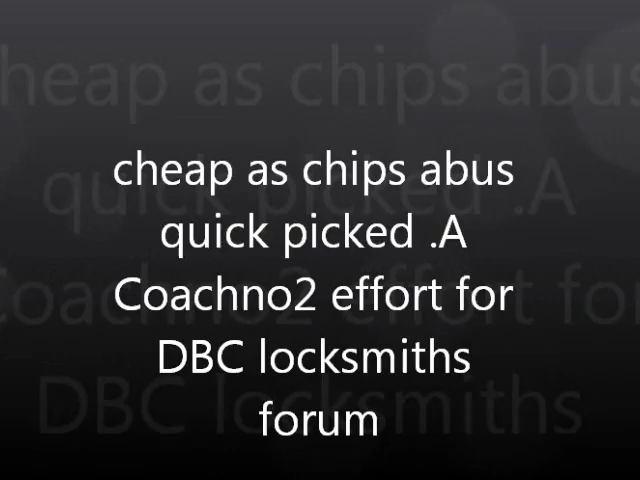 cheap as chips abus
quick picked .A
Coachno2 effort for
DBC locksmiths
forum